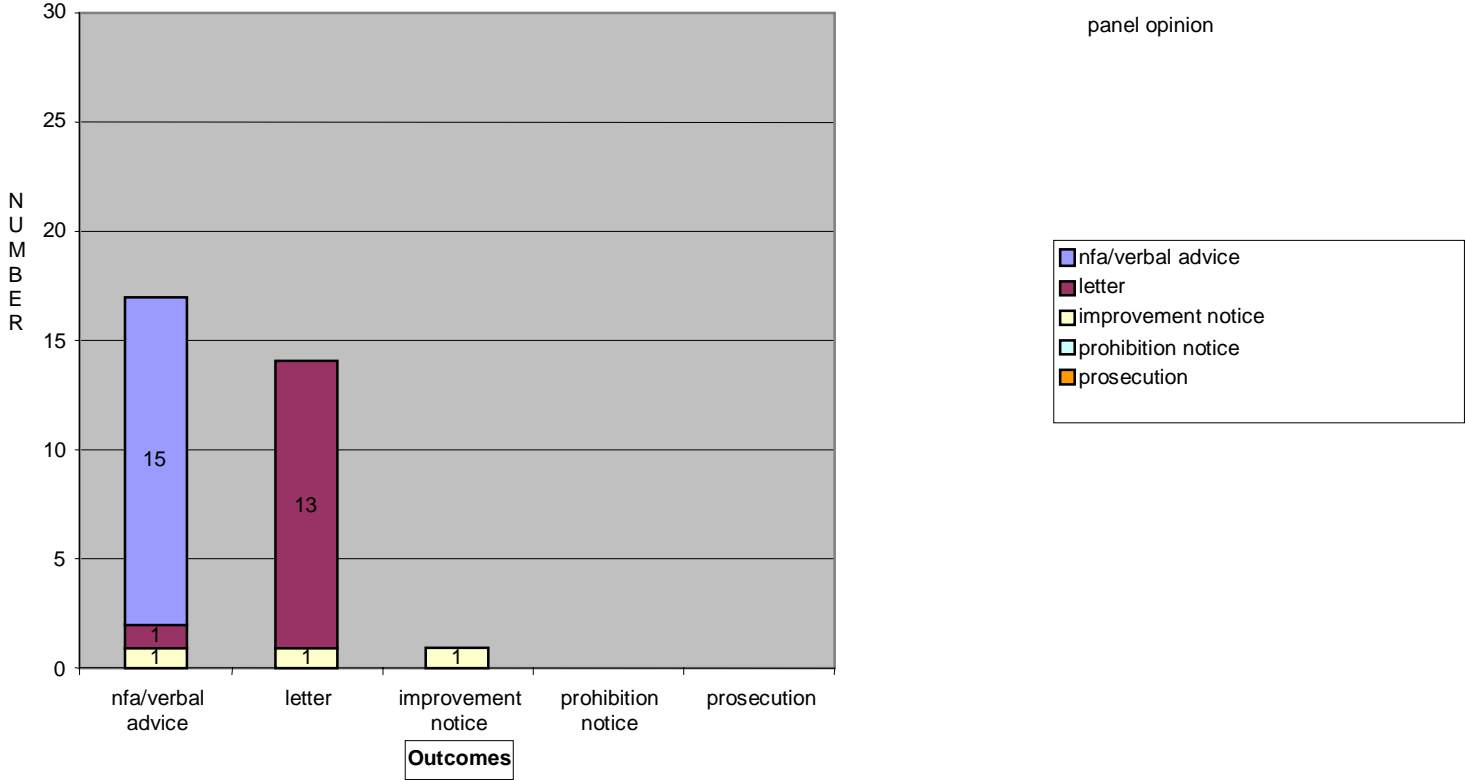 panel opinion
30
25
20
15
10
5
0
N
U
M
B
E
R
15
1
1
13
1
1
nfa/verbal
advice
letter
improvement
notice
prohibition
notice
prosecution
Outcomes
nfa/verbal advice
letter
improvement notice
prohibition notice
prosecution